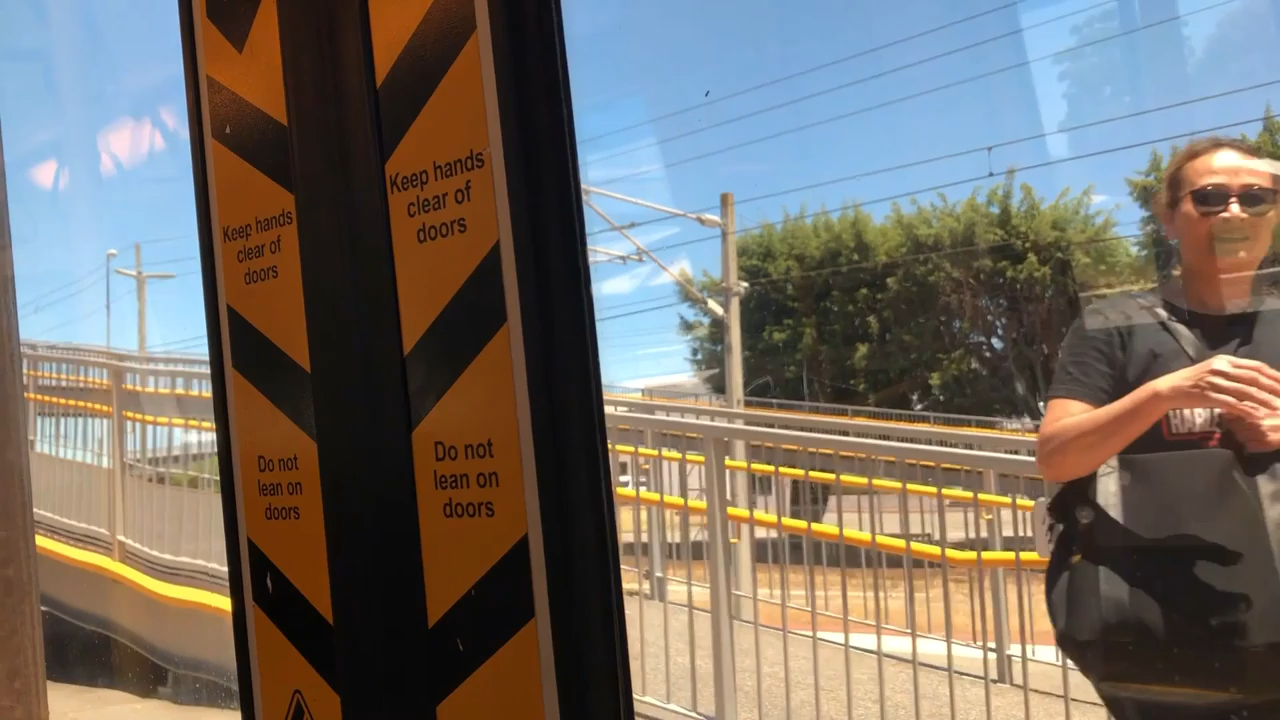 Keep hands
clear of
doors
Do not
lean on
doors
Keep hands
clear of
doors
Do not
lean on
doors